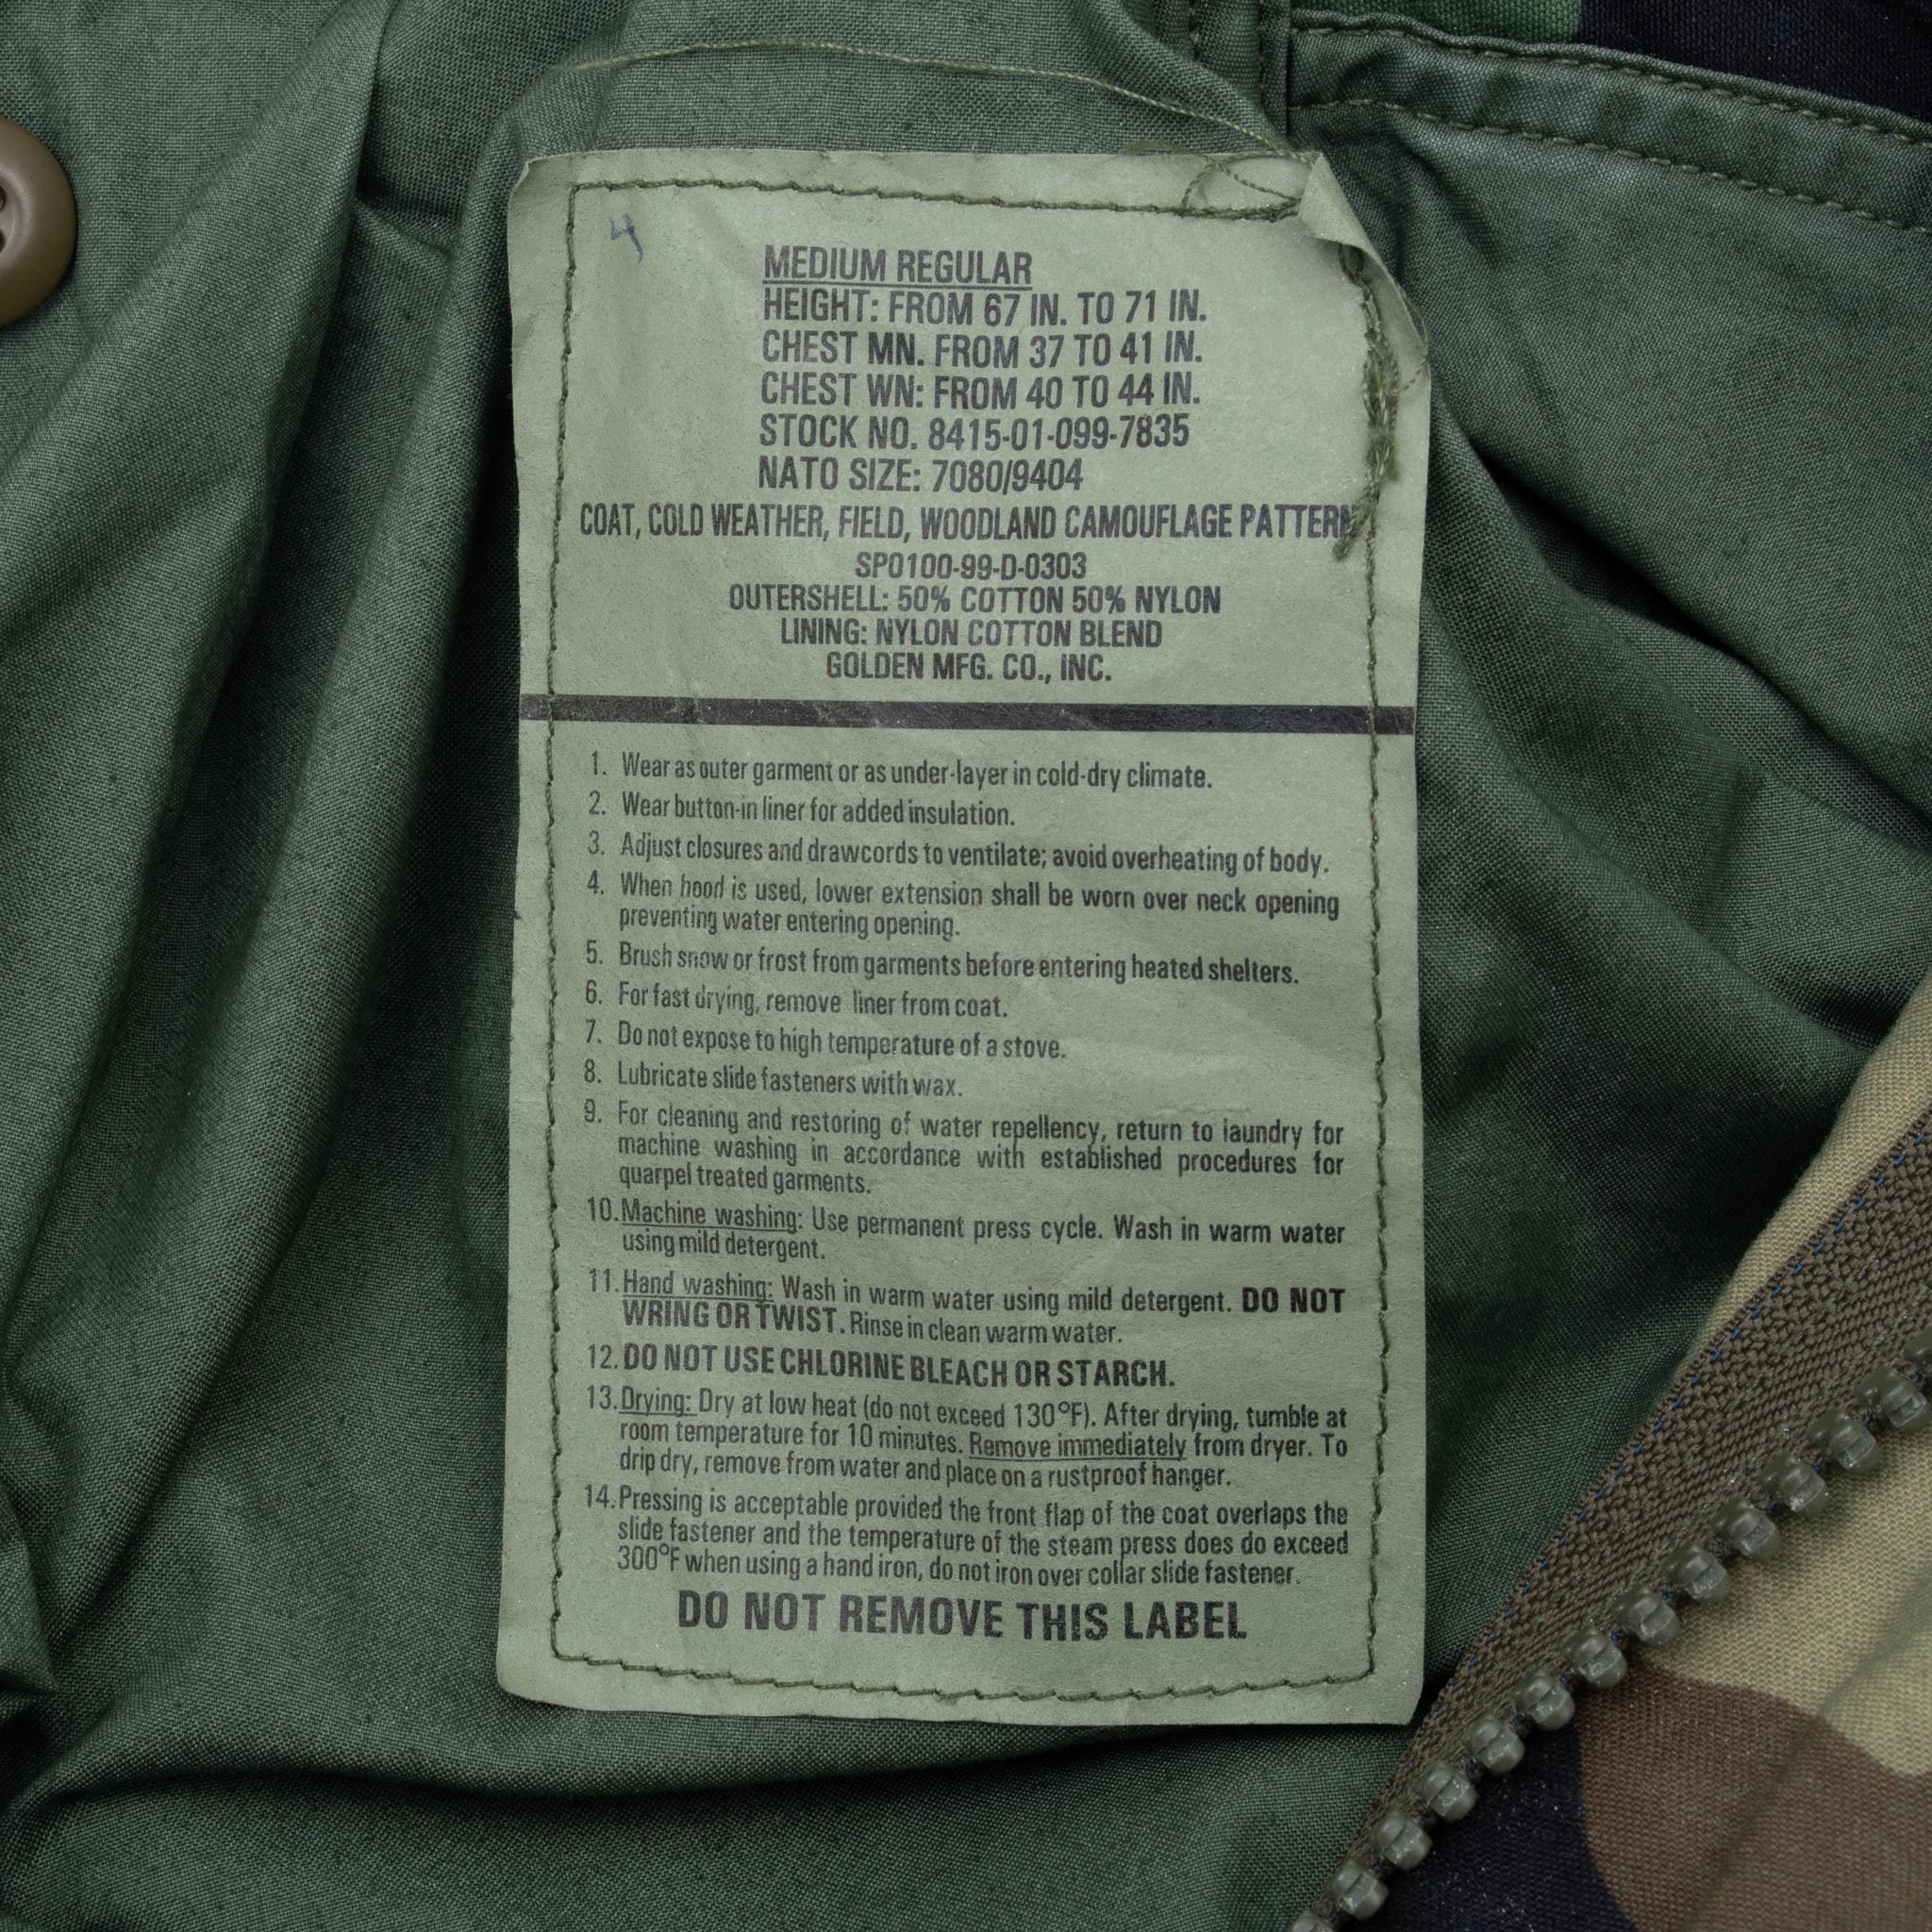 4
MEDIUM REGULAR
HEIGHT: FROM 67 IN. TO 71 IN.
CHEST MN. FROM 37 TO 41 IN.
CHEST WN: FROM 40 TO 44 IN.
STOCK NO. 8415-01-099-7835
NATO SIZE: 7080/9404
COAT, COLD WEATHER, FIELD, WOODLAND CAMOUFLAGE PATTERN
SP0100-99-D-0303
OUTERSHELL: 50% COTTON 50% NYLON
LINING: NYLON COTTON BLEND
GOLDEN MFG. CO., INC.
1. Wear as outer garment or as under-layer in cold-dry climate.
2. Wear button-in liner for added insulation.
3. Adjust closures and drawcords to ventilate; avoid overheating of body.
4. When hood is used, lower extension shall be worn over neck opening
preventing water entering opening.
5. Brush snow or frost from garments before entering heated shelters.
6. For fast drying, remove liner from coat.
7. Do not expose to high temperature of a stove.
8. Lubricate slide fasteners with wax.
9. For cleaning and restoring of water repellency, return to laundry for
machine washing in accordance with established procedures for
quarpel treated garments.
10. Machine washing: Use permanent press cycle. Wash in warm water
using mild detergent.
11. Hand washing: Wash in warm water using mild detergent. DO NOT
WRING OR TWIST. Rinse in clean warm water.
12. DO NOT USE CHLORINE BLEACH OR STARCH.
13. Drying: Dry at low heat (do not exceed 130°F). After drying, tumble at
room temperature for 10 minutes. Remove immediately from dryer. To
drip dry, remove from water and place on a rustproof hanger.
14. Pressing is acceptable provided the front flap of the coat overlaps the
slide fastener and the temperature of the steam press does do exceed
300°F when using a hand iron, do not iron over collar slide fastener.
DO NOT REMOVE THIS LABEL